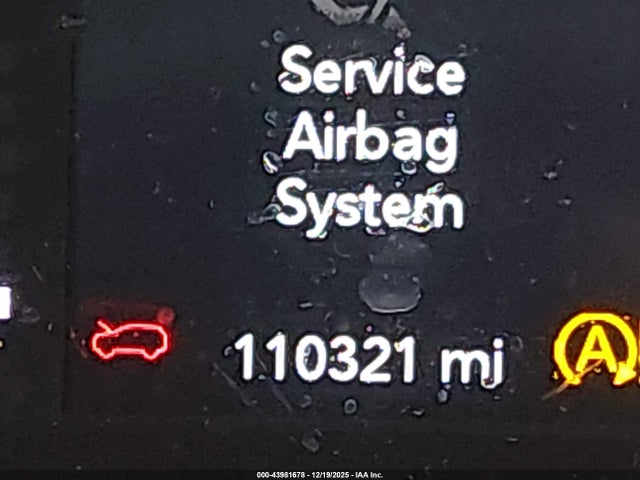 Service
Airbag
System
110321 mi
A
000-43981678 - 12/19/2025 - IAA Inc.